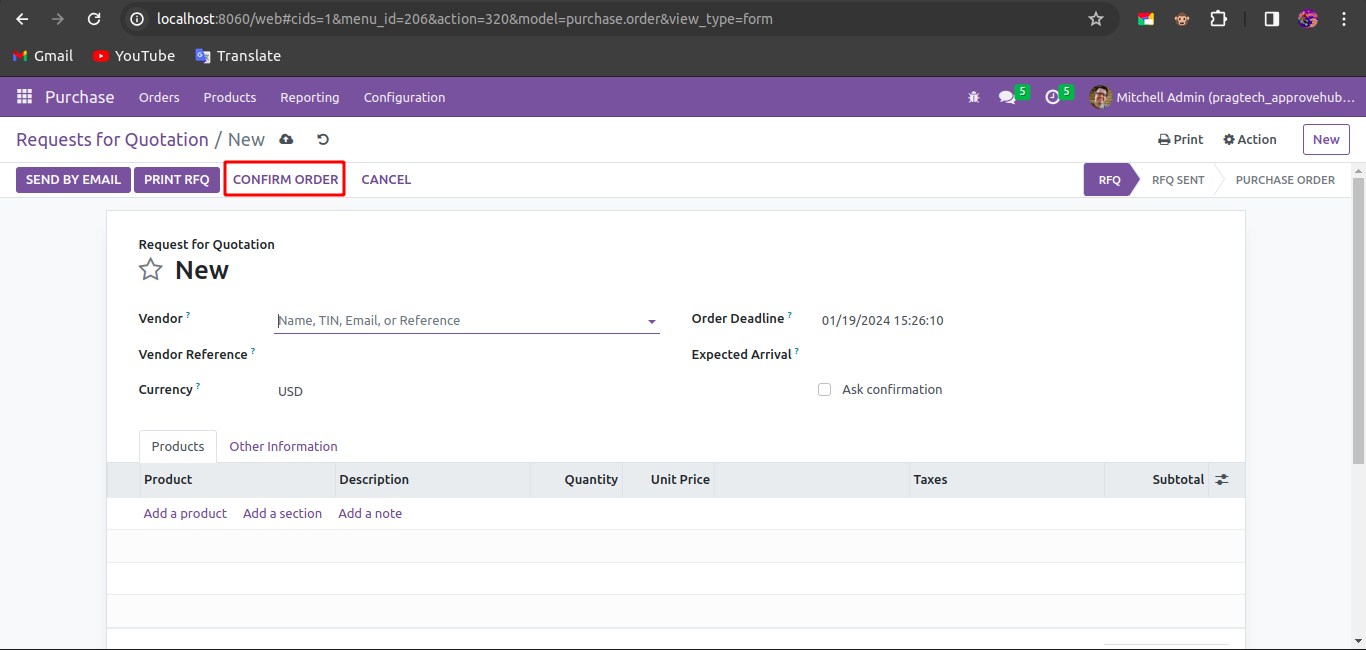 localhost:8060/web#cids=1&menu_id=206&action=320&model=purchase.order&view_type=form
Gmail YouTube Translate
Purchase Orders Products Reporting Configuration 5 5 Mitchell Admin (pragtech_approvehub...
Requests for Quotation / New Print Action New
SEND BY EMAIL PRINT RFQ CONFIRM ORDER CANCEL RFQ RFQ SENT PURCHASE ORDER
Request for Quotation
New
Vendor ? Name, TIN, Email, or Reference Order Deadline ? 01/19/2024 15:26:10
Vendor Reference ? Expected Arrival ?
Currency ? USD Ask confirmation
Products Other Information
Product Description Quantity Unit Price Taxes Subtotal
Add a product Add a section Add a note